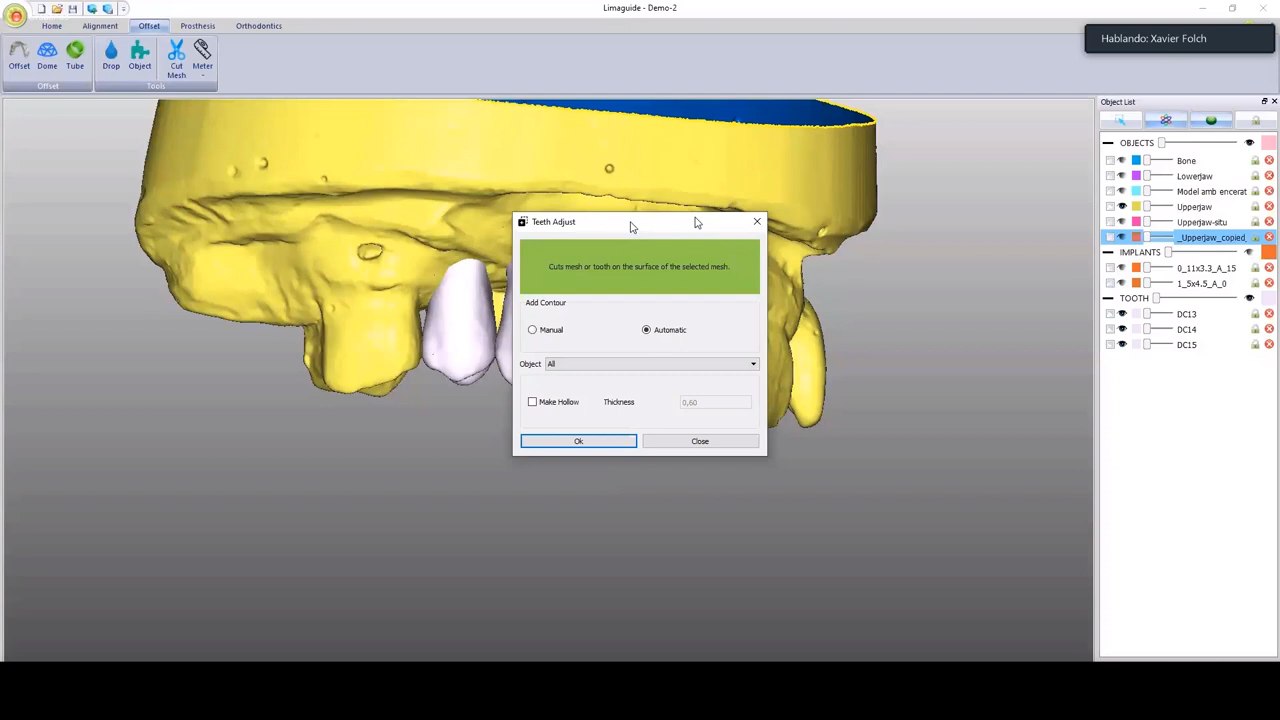 Limaguide - Demo-2
Home Alignment Offset Prosthesis Orthodontics
Offset Dome Tube Drop Object Cut Mesh Meter
Offset Tools
Hablando: Xavier Folch
Object List
OBJECTS
Bone
Lowerjaw
Model amb encerat
Upperjaw
Upperjaw-situ
_Upperjaw_copied_
IMPLANTS
0_11x3.3_A_15
1_5x4.5_A_0
TOOTH
DC13
DC14
DC15
Teeth Adjust
Cuts mesh or tooth on the surface of the selected mesh.
Add Contour
Manual Automatic
Object All
Make Hollow Thickness 0,60
Ok Close